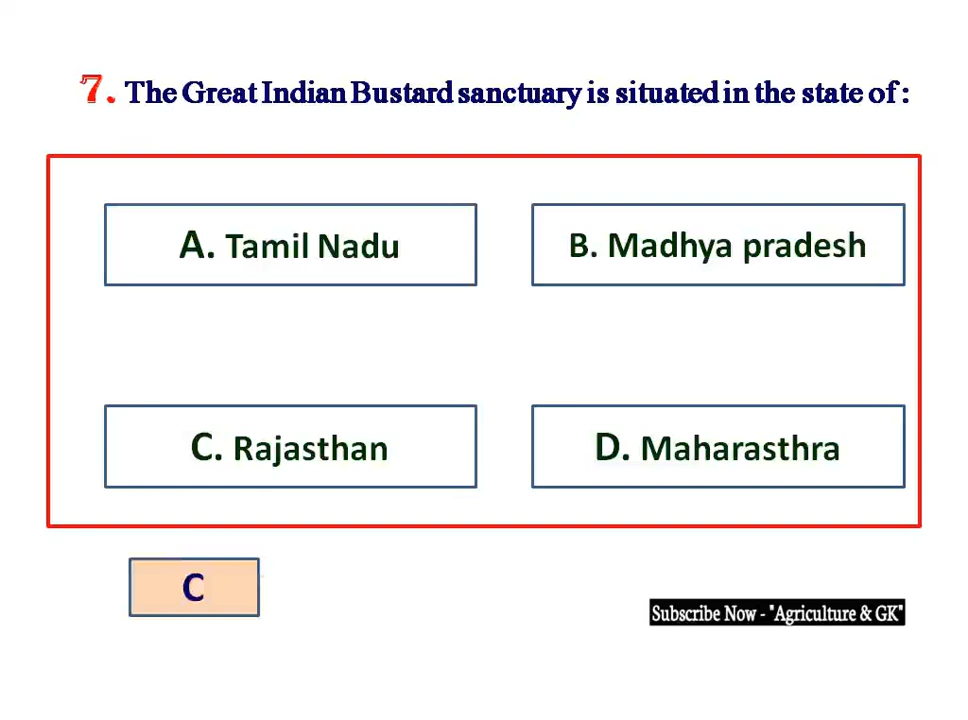 7. The Great Indian Bustard sanctuary is situated in the state of :
A. Tamil Nadu
B. Madhya pradesh
C. Rajasthan
D. Maharasthra
C
Subscribe Now - "Agriculture & GK"